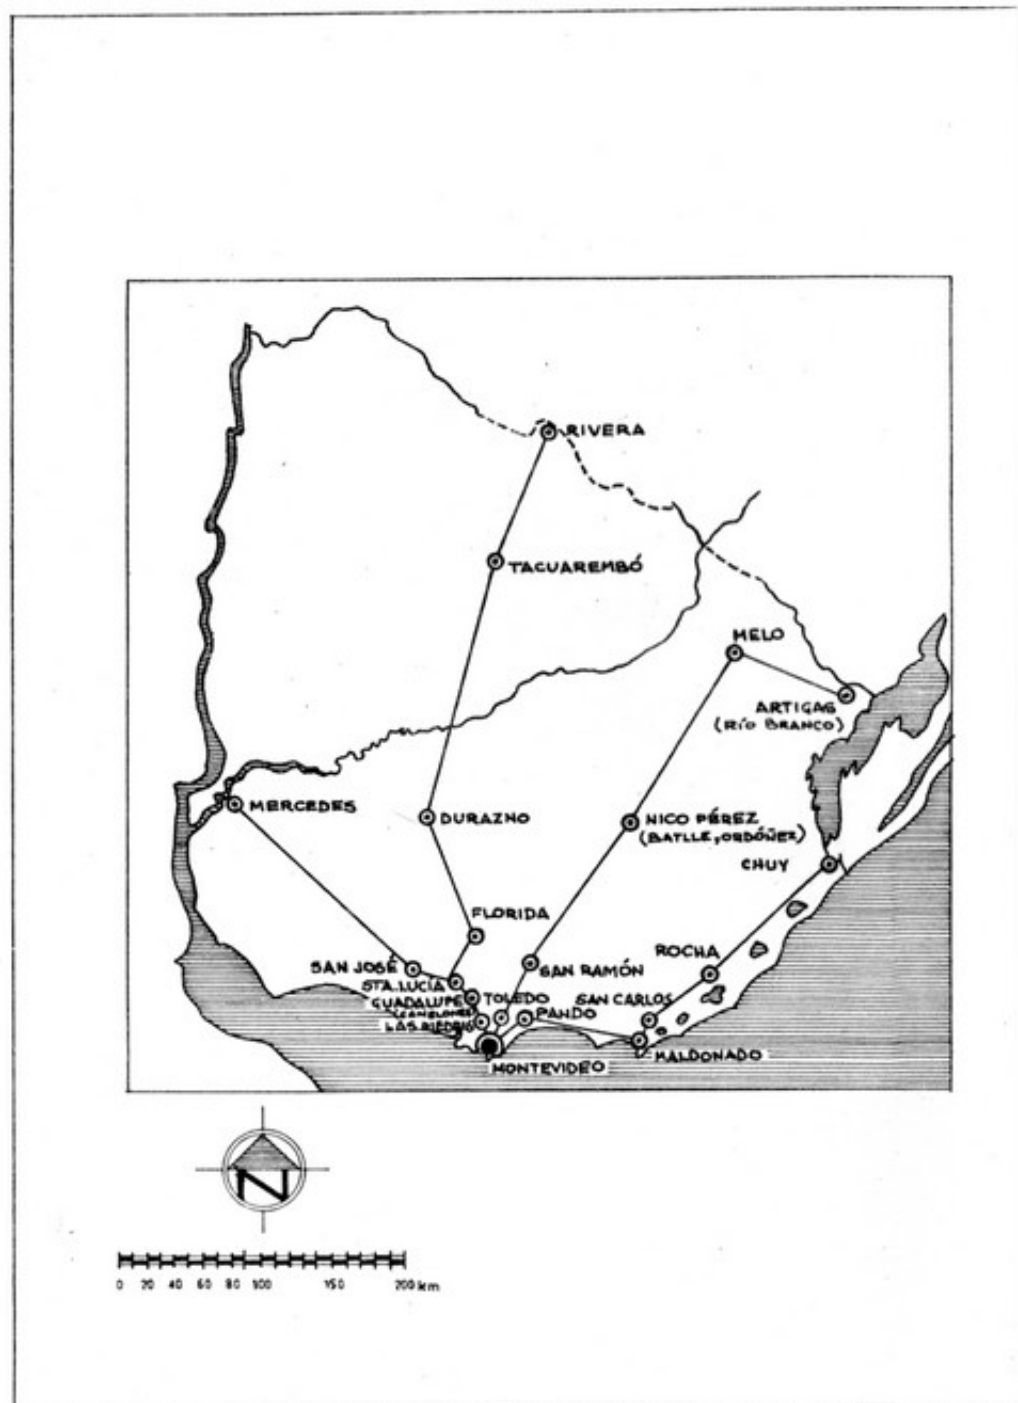 RIVERA
TACUAREMBÓ
MELO
ARTIGAS
(RÍO BRANCO)
MERCEDES
DURAZNO
NICO PÉREZ
(BATLLE y ORDÓÑEZ)
CHUY
FLORIDA
SAN JOSÉ
STA. LUCÍA
SAN RAMÓN
ROCHA
GUADALUPE
(CANELONES)
TOLEDO
SAN CARLOS
LAS PIEDRAS
PANDO
MALDONADO
MONTEVIDEO
N
0 20 40 60 80 100 150 200 km